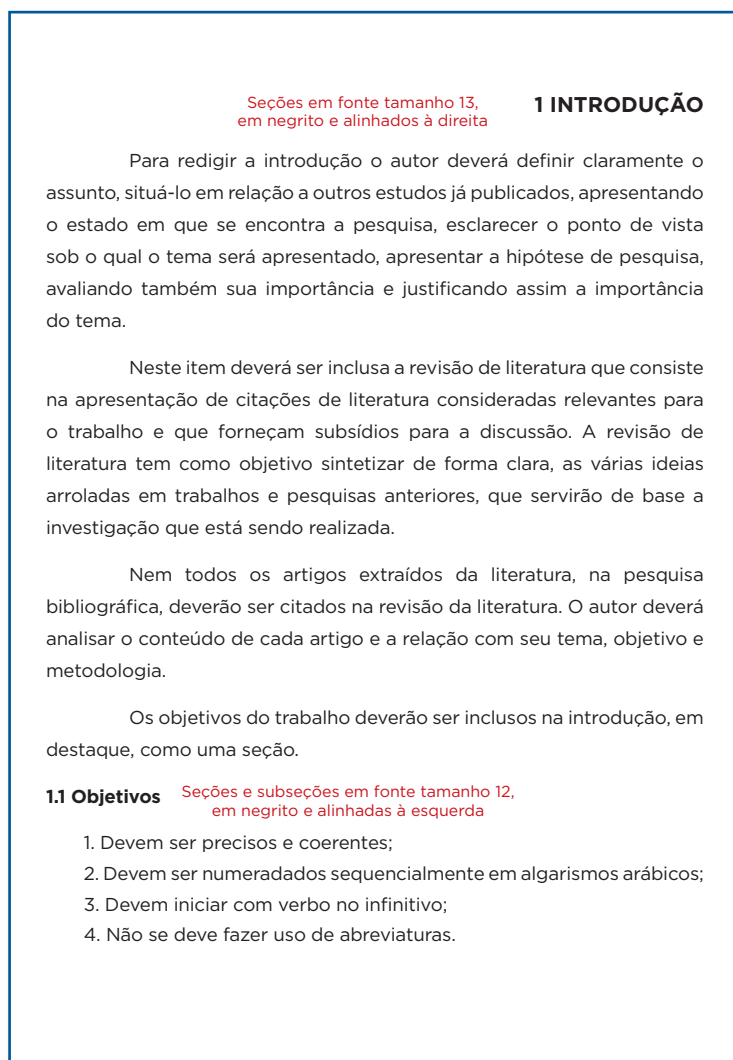 Seções em fonte tamanho 13,
em negrito e alinhados à direita
1 INTRODUÇÃO
Para redigir a introdução o autor deverá definir claramente o
assunto, situá-lo em relação a outros estudos já publicados, apresentando
o estado em que se encontra a pesquisa, esclarecer o ponto de vista
sob o qual o tema será apresentado, apresentar a hipótese de pesquisa,
avaliando também sua importância e justificando assim a importância
do tema.
Neste item deverá ser inclusa a revisão de literatura que consiste
na apresentação de citações de literatura consideradas relevantes para
o trabalho e que forneçam subsídios para a discussão. A revisão de
literatura tem como objetivo sintetizar de forma clara, as várias ideias
arroladas em trabalhos e pesquisas anteriores, que servirão de base a
investigação que está sendo realizada.
Nem todos os artigos extraídos da literatura, na pesquisa
bibliográfica, deverão ser citados na revisão da literatura. O autor deverá
analisar o conteúdo de cada artigo e a relação com seu tema, objetivo e
metodologia.
Os objetivos do trabalho deverão ser inclusos na introdução, em
destaque, como uma seção.
1.1 Objetivos
Seções e subseções em fonte tamanho 12,
em negrito e alinhadas à esquerda
1. Devem ser precisos e coerentes;
2. Devem ser numeradados sequencialmente em algarismos arábicos;
3. Devem iniciar com verbo no infinitivo;
4. Não se deve fazer uso de abreviaturas.